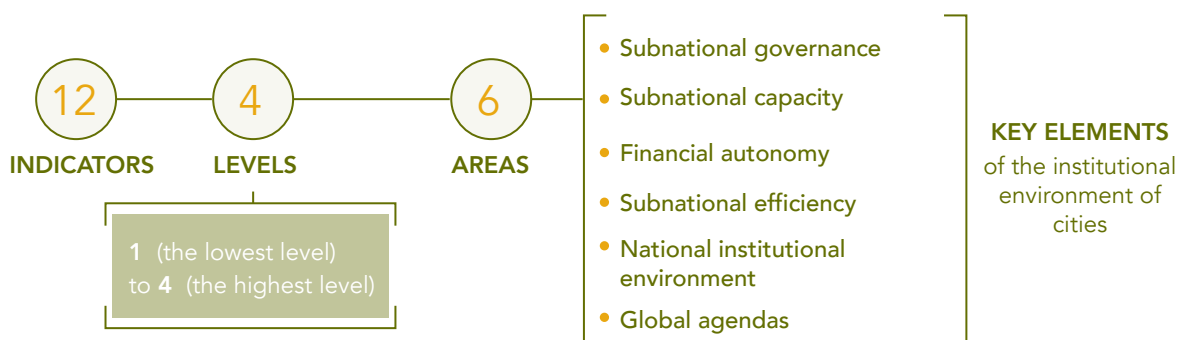 12
INDICATORS
4
LEVELS
1 (the lowest level)
to 4 (the highest level)
6
AREAS
• Subnational governance
• Subnational capacity
• Financial autonomy
• Subnational efficiency
• National institutional
environment
• Global agendas
KEY ELEMENTS
of the institutional
environment of
cities